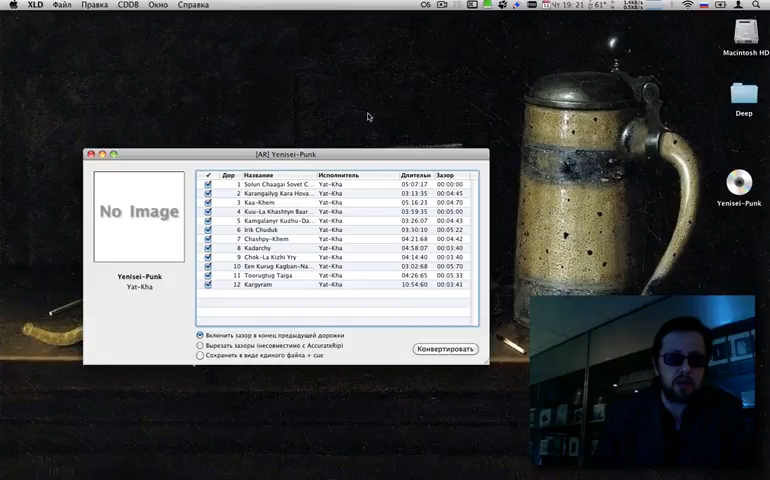 XLD Файл Правка CDDB Окно Справка
Чт 19:21
61°
Macintosh HD
Deep
Yenisei-Punk
[AR] Yenisei-Punk
No Image
Yenisei-Punk
Yat-Kha
✓ Дор Название Исполнитель Длительн Зазор
1 Solun Chaagai Sovet C... Yat-Kha 05:07:17 00:00:00
2 Karangailyg Kara Hova... Yat-Kha 03:13:35 00:04:45
3 Kaa-Khem Yat-Kha 05:16:23 00:04:70
4 Kuu-La Khashtyn Baar... Yat-Kha 03:59:35 00:05:00
5 Kamgalanyr Kuzhu-Da... Yat-Kha 03:26:07 00:04:43
6 Irik Chuduk Yat-Kha 03:30:10 00:05:22
7 Chashpy-Khem Yat-Kha 04:21:68 00:04:42
8 Kadarchy Yat-Kha 04:58:07 00:03:40
9 Chok-La Kizhi Yry Yat-Kha 04:14:40 00:03:40
10 Een Kurug Kagban-Na... Yat-Kha 03:02:68 00:05:70
11 Toorugtug Taiga Yat-Kha 04:26:65 00:05:33
12 Kargyram Yat-Kha 10:54:60 00:03:41
Включить зазор в конец предыдущей дорожки
Вырезать зазоры (несовместимо с AccurateRip)
Сохранить в виде единого файла + cue
Конвертировать